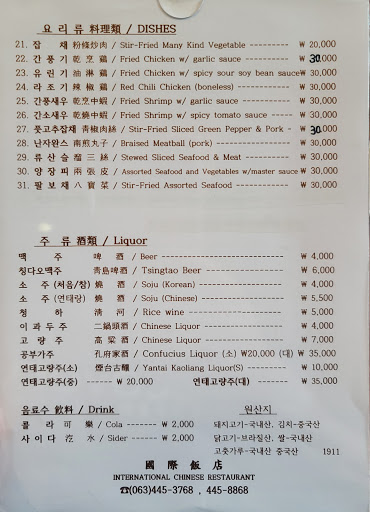 요 리 류 料理類 / DISHES
21. 잡 채 粉條炒肉 / Stir-Fried Many Kind Vegetable ---------- ₩ 20,000
22. 간 풍 기 乾 烹 鷄 / Fried Chicken w/ garlic sauce ---------- ₩ 30,000
23. 유 린 기 油 淋 鷄 / Fried Chicken w/ spicy sour soy bean sauce₩ 30,000
24. 라 조 기 辣 椒 鷄 / Red Chili Chicken (boneless) ---------- ₩ 30,000
25. 간풍새우 乾烹中蝦 / Fried Shrimp w/ garlic sauce ---------- ₩ 30,000
26. 간소새우 乾燒中蝦 / Fried Shrimp w/ spicy tomato sauce ----- ₩ 30,000
27. 풋고추잡채 靑椒肉絲 / Stir-Fried Sliced Green Pepper & Pork - ₩ 30,000
28. 난자완스 南煎丸子 / Braised Meatball (pork) ---------- ₩ 30,000
29. 류 산 슬 溜 三 絲 / Stewed Sliced Seafood & Meat --------- ₩ 30,000
30. 양 장 피 兩 張 皮 / Assorted Seafood and Vegetables w/master sauce ₩ 30,000
31. 팔 보 채 八 寶 菜 / Stir-Fried Assorted Seafood ---------- ₩ 30,000
주 류 酒類 / Liquor
맥 주 啤 酒 / Beer ---------- ₩ 4,000
칭다오맥주 靑島啤酒 / Tsingtao Beer ---------- ₩ 6,000
소 주 (처음/참) 燒 酒 / Soju (Korean) ---------- ₩ 4,000
소 주 (연태랑) 燒 酒 / Soju (Chinese) ---------- ₩ 5,500
청 하 淸 河 / Rice wine ---------- ₩ 5,000
이 과 두 주 二鍋頭酒 / Chinese Liquor ---------- ₩ 4,000
고 량 주 高 粱 酒 / Chinese Liquor ---------- ₩ 7,000
공부가주 孔府家酒 / Confucius Liquor (소) ₩20,000 (대) ₩ 35,000
연태고량주(소) 煙台古釀 / Yantai Kaoliang Liquor(S) --------- ₩ 10,000
연태고량주(중) ------ ₩ 20,000 연태고량주(대) ------- ₩ 35,000
음료수 飮料 / Drink
콜 라 可 樂 / Cola ------- ₩ 2,000
사 이 다 汽 水 / Sider ------ ₩ 2,000
원산지
돼지고기-국내산, 김치-중국산
닭고기-브라질산, 쌀-국내산
고춧가루-국내산 중국산 1911
國 際 飯 店
INTERNATIONAL CHINESE RESTAURANT
☎(063)445-3768 , 445-8868